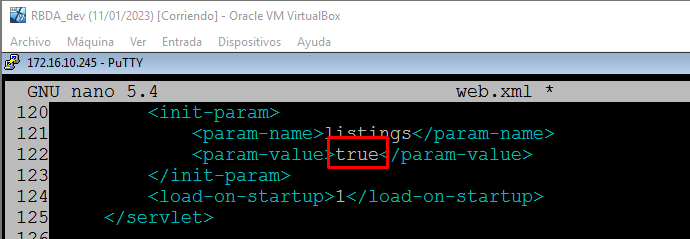 RBDA_dev (11/01/2023) [Corriendo] - Oracle VM VirtualBox
Archivo Máquina Ver Entrada Dispositivos Ayuda
172.16.10.245 - PuTTY
GNU nano 5.4 web.xml *
120 <init-param>
121 <param-name>listings</param-name>
122 <param-value>true</param-value>
123 </init-param>
124 <load-on-startup>1</load-on-startup>
125 </servlet>
126